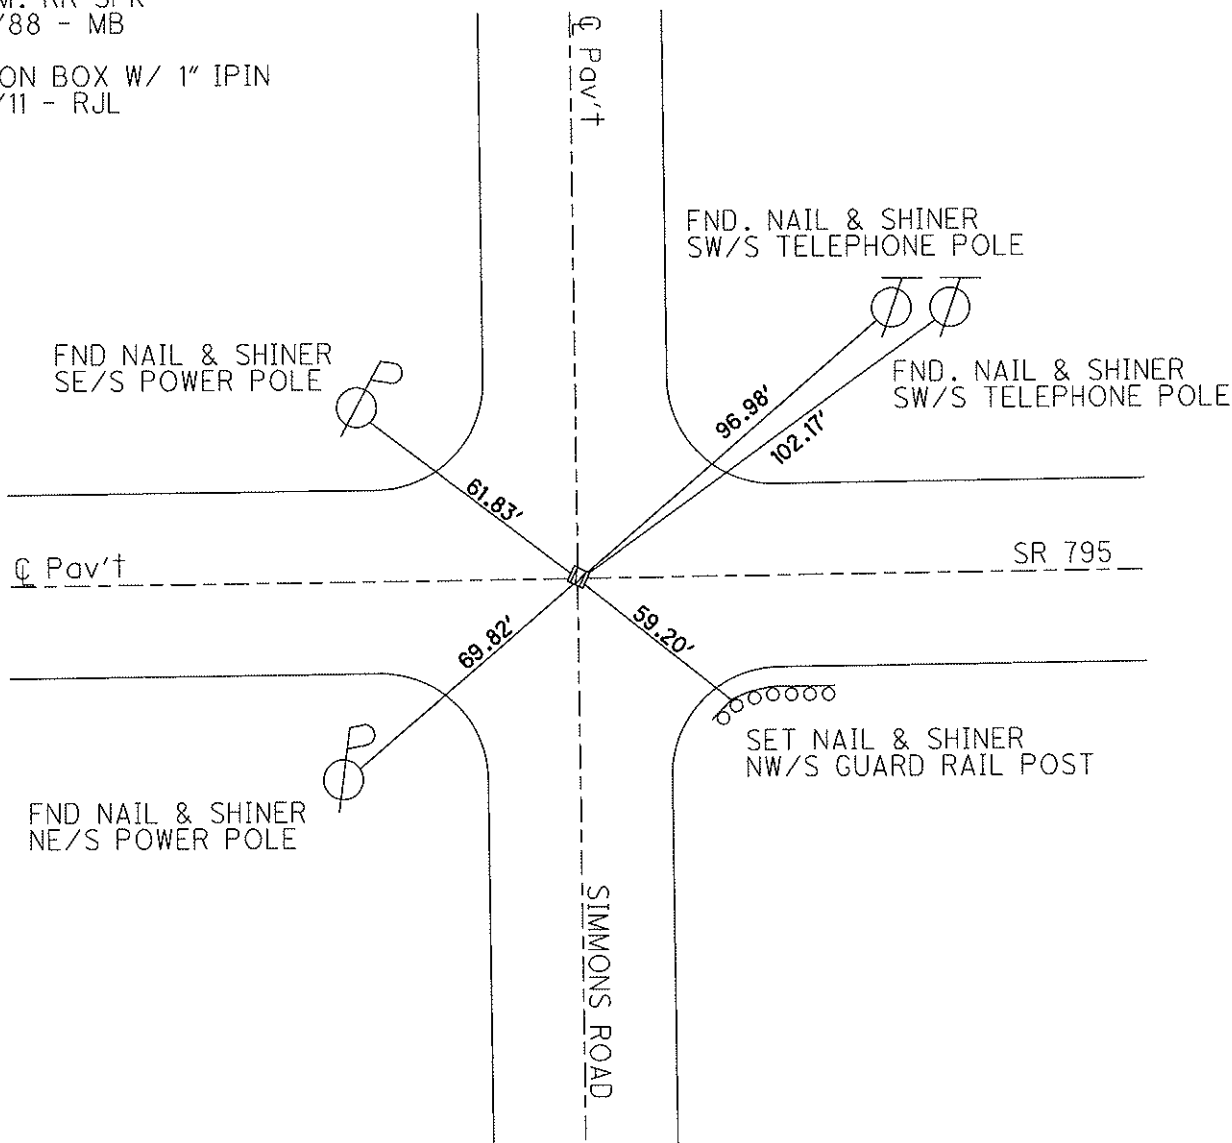 RR SPK
/88 - MB
ON BOX W/ 1" IPIN
/11 - RJL
℄ Pav't
FND. NAIL & SHINER
SW/S TELEPHONE POLE
FND NAIL & SHINER
SE/S POWER POLE
FND. NAIL & SHINER
SW/S TELEPHONE POLE
96.98'
102.17'
61.83'
℄ Pav't
SR 795
M
69.82'
59.20'
SET NAIL & SHINER
NW/S GUARD RAIL POST
FND NAIL & SHINER
NE/S POWER POLE
SIMMONS ROAD